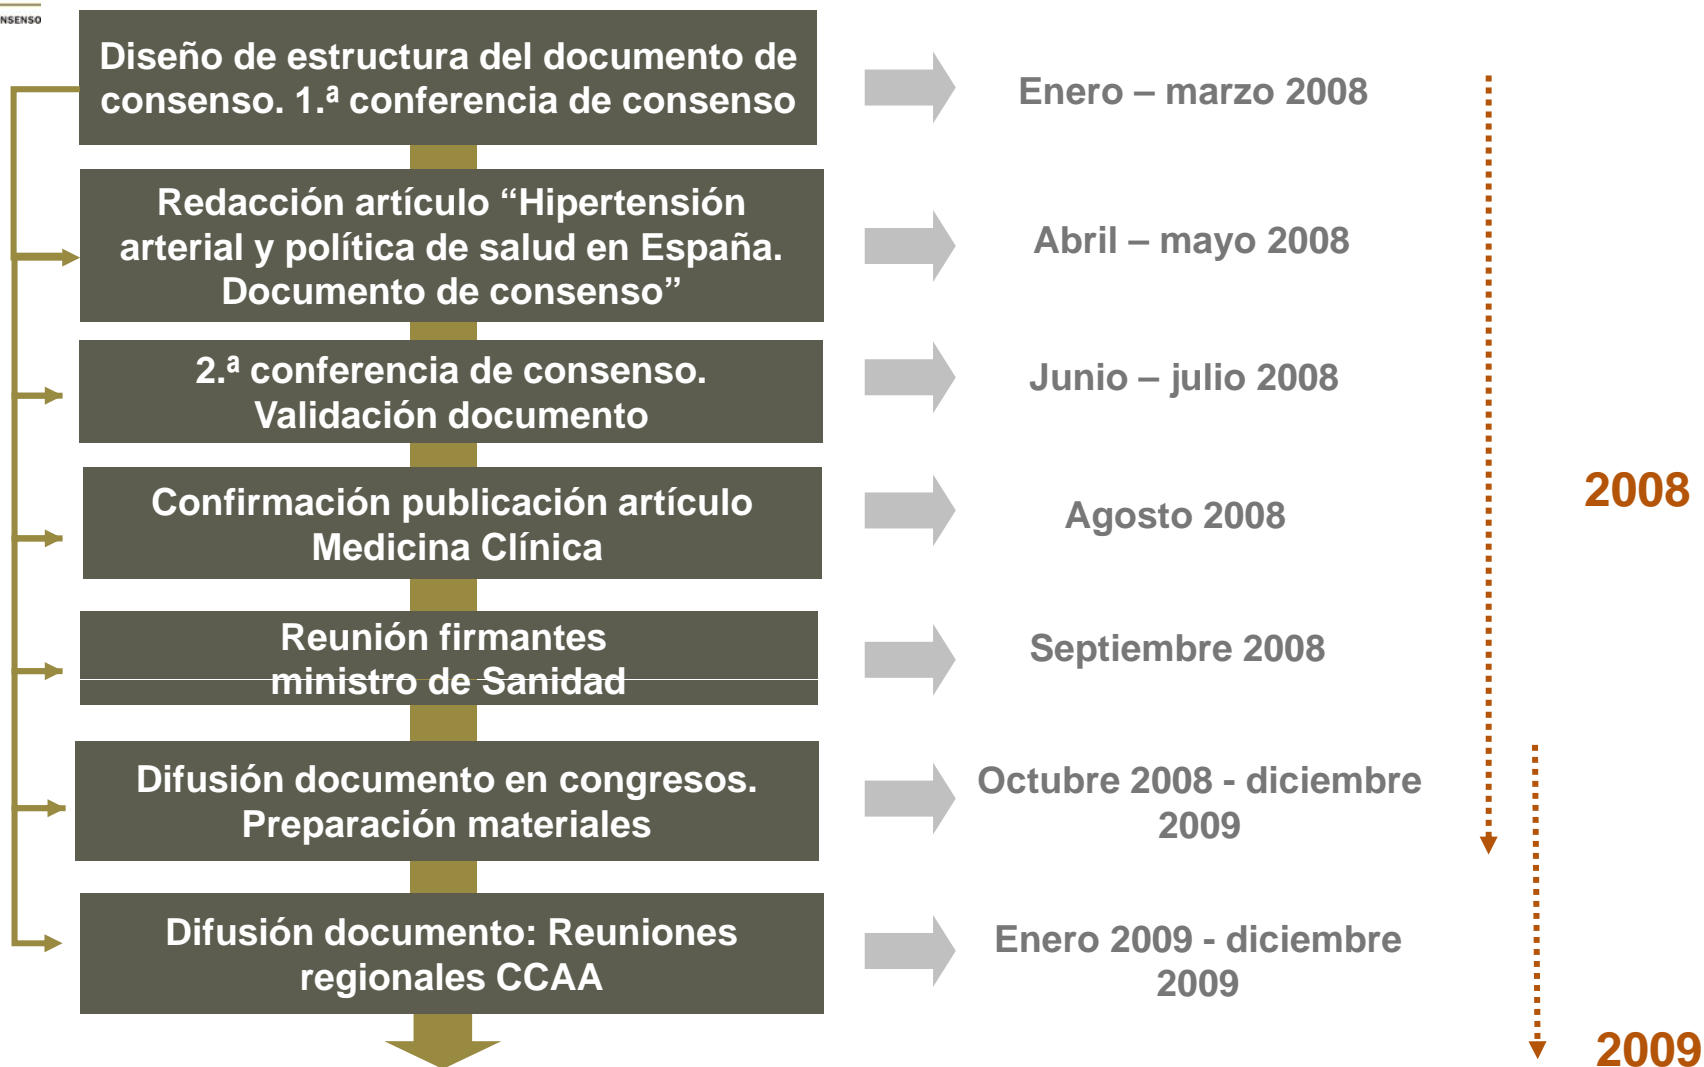 Diseño de estructura del documento de
consenso. 1.ª conferencia de consenso
Enero – marzo 2008
Redacción artículo “Hipertensión
arterial y política de salud en España.
Documento de consenso”
Abril – mayo 2008
2.ª conferencia de consenso.
Validación documento
Junio – julio 2008
Confirmación publicación artículo
Medicina Clínica
Agosto 2008
2008
Reunión firmantes
ministro de Sanidad
Septiembre 2008
Difusión documento en congresos.
Preparación materiales
Octubre 2008 - diciembre
2009
Difusión documento: Reuniones
regionales CCAA
Enero 2009 - diciembre
2009
2009